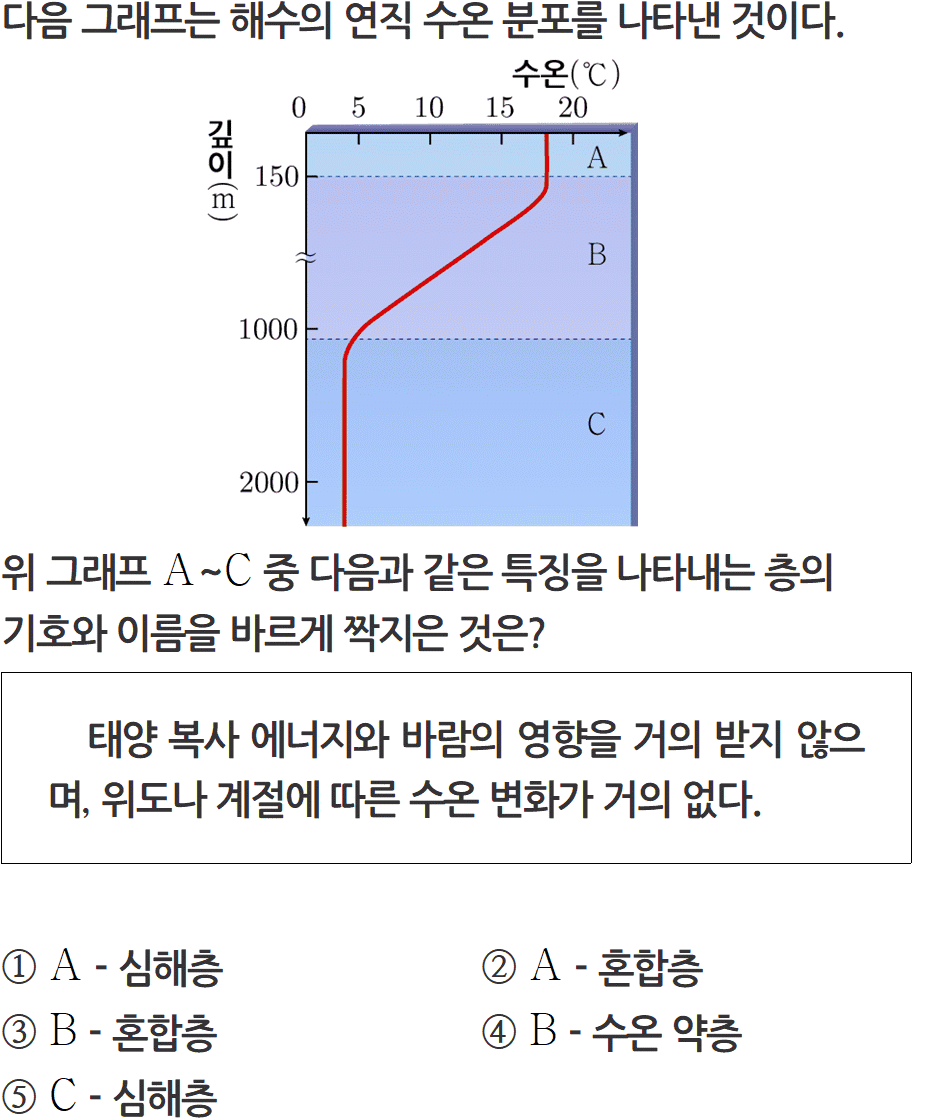 다음 그래프는 해수의 연직 수온 분포를 나타낸 것이다.
수온(℃)
0 5 10 15 20
깊이(m)
A
150
B
1000
C
2000
위 그래프 A~C 중 다음과 같은 특징을 나타내는 층의
기호와 이름을 바르게 짝지은 것은?
태양 복사 에너지와 바람의 영향을 거의 받지 않으
며, 위도나 계절에 따른 수온 변화가 거의 없다.
① A - 심해층 ② A - 혼합층
③ B - 혼합층 ④ B - 수온 약층
⑤ C - 심해층